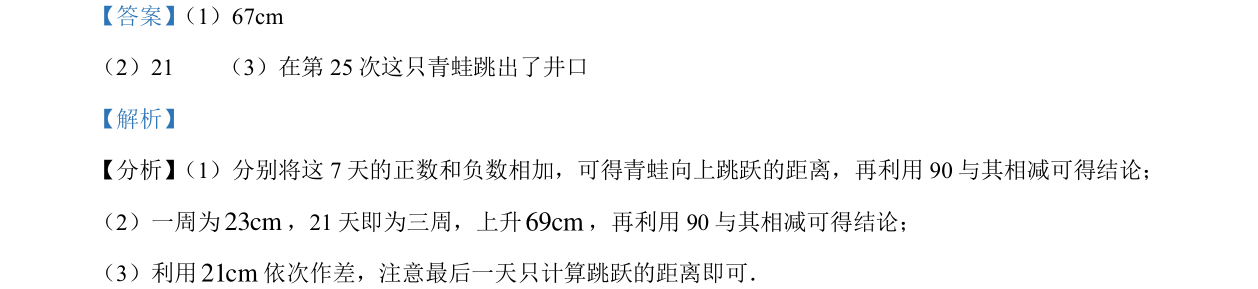 【答案】（1）67cm
（2）21 （3）在第 25 次这只青蛙跳出了井口
【解析】
【分析】（1）分别将这 7 天的正数和负数相加，可得青蛙向上跳跃的距离，再利用 90 与其相减可得结论；
（2）一周为23cm，21 天即为三周，上升69cm，再利用 90 与其相减可得结论；
（3）利用21cm依次作差，注意最后一天只计算跳跃的距离即可．